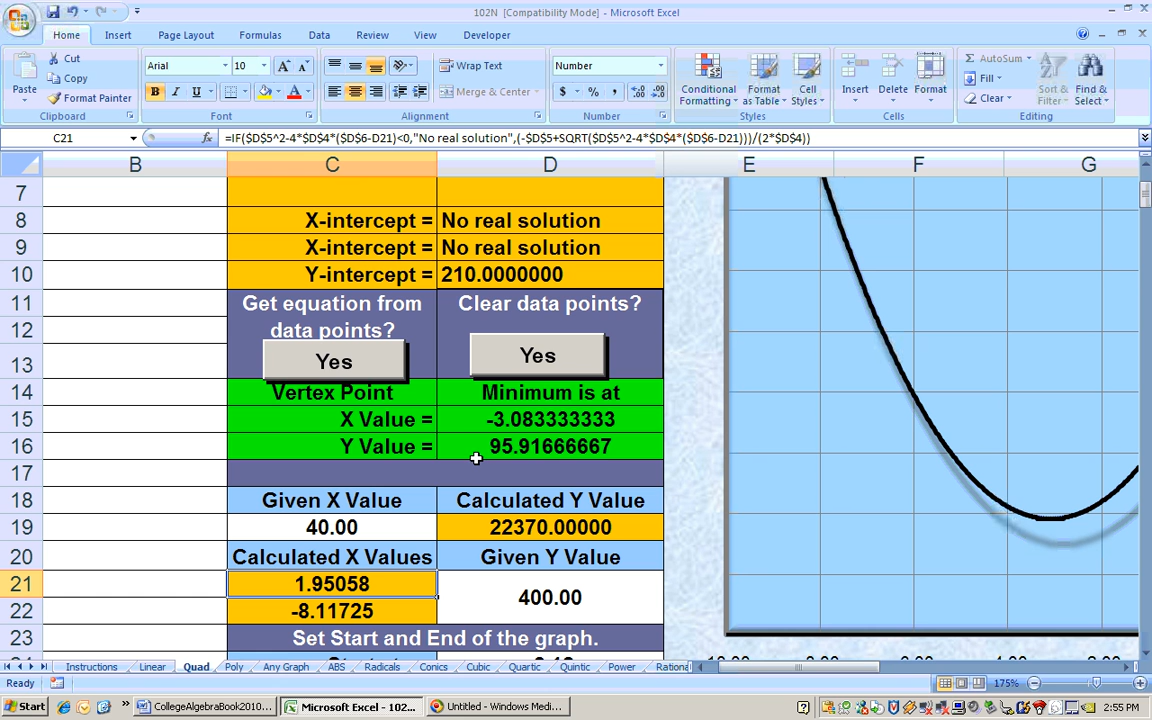 102N [Compatibility Mode] - Microsoft Excel
Home Insert Page Layout Formulas Data Review View Developer
Cut
Copy
Format Painter
Paste
Clipboard
Arial 10
B I U
Font
Wrap Text
Merge & Center
Alignment
Number
$ % ,
Number
Conditional Formatting
Format as Table
Cell Styles
Styles
Insert Delete Format
Cells
AutoSum
Fill
Clear
Sort & Filter
Find & Select
Editing
C21 fx =IF($D$5^2-4*$D$4*($D$6-D21)<0,"No real solution",(-$D$5+SQRT($D$5^2-4*$D$4*($D$6-D21)))/(2*$D$4))
B C D E F G
7
8 X-intercept = No real solution
9 X-intercept = No real solution
10 Y-intercept = 210.0000000
11 Get equation from Clear data points?
12 data points?
13 Yes Yes
14 Vertex Point Minimum is at
15 X Value = -3.083333333
16 Y Value = 95.91666667
17
18 Given X Value Calculated Y Value
19 40.00 22370.00000
20 Calculated X Values Given Y Value
21 1.95058
400.00
22 -8.11725
23 Set Start and End of the graph.
Instructions Linear Quad Poly Any Graph ABS Radicals Conics Cubic Quartic Quintic Power Rationa
Ready 175%
Start CollegeAlgebraBook2010... Microsoft Excel - 102... Untitled - Windows Medi... 2:55 PM